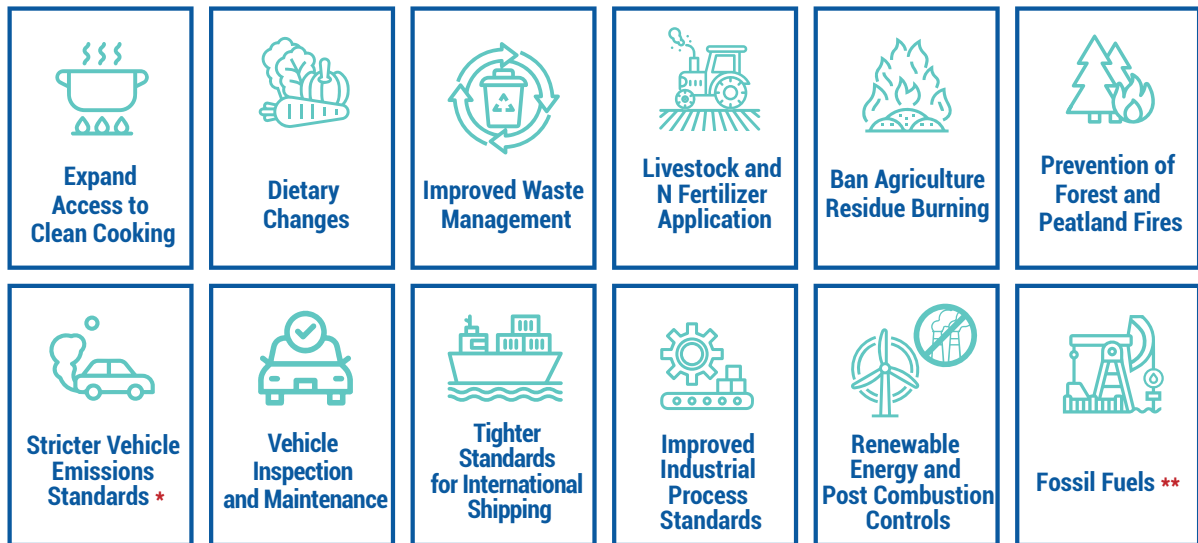 Expand
Access to
Clean Cooking
Dietary
Changes
Improved Waste
Management
Livestock and
N Fertilizer
Application
Ban Agriculture
Residue Burning
Prevention of
Forest and
Peatland Fires
Stricter Vehicle
Emissions
Standards *
Vehicle
Inspection
and Maintenance
Tighter
Standards
for International
Shipping
Improved
Industrial
Process
Standards
Renewable
Energy and
Post Combustion
Controls
Fossil Fuels **